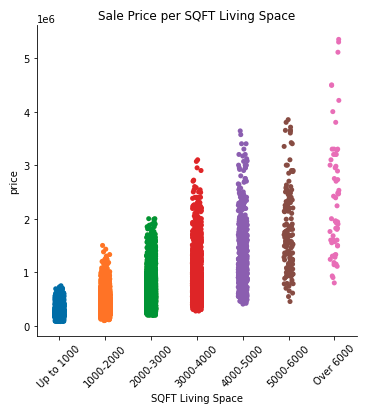 Sale Price per SQFT Living Space
1e6
5
4
3
2
1
0
price
Up to 1000
1000-2000
2000-3000
3000-4000
4000-5000
5000-6000
Over 6000
SQFT Living Space